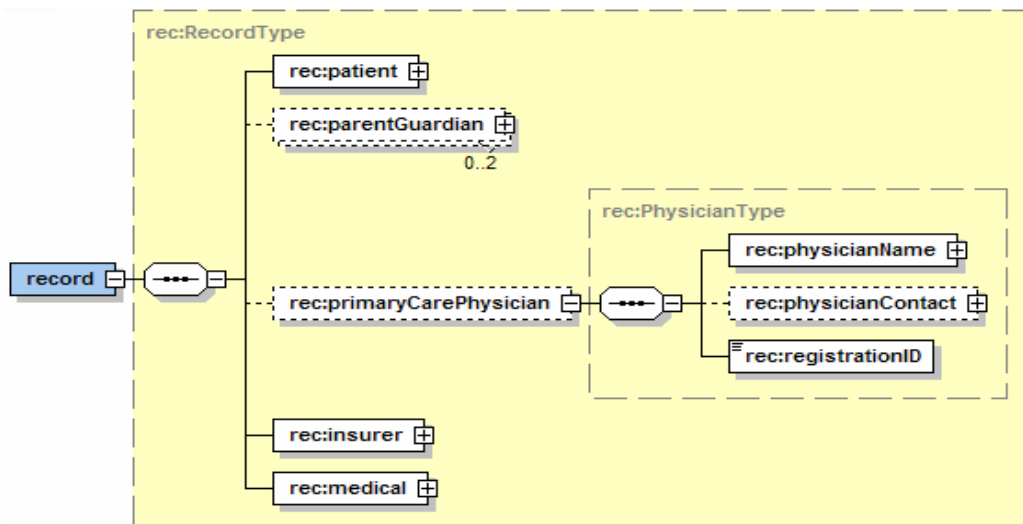 rec:RecordType
rec:patient
rec:parentGuardian
0..2
rec:PhysicianType
rec:physicianName
record
rec:primaryCarePhysician
rec:physicianContact
rec:registrationID
rec:insurer
rec:medical